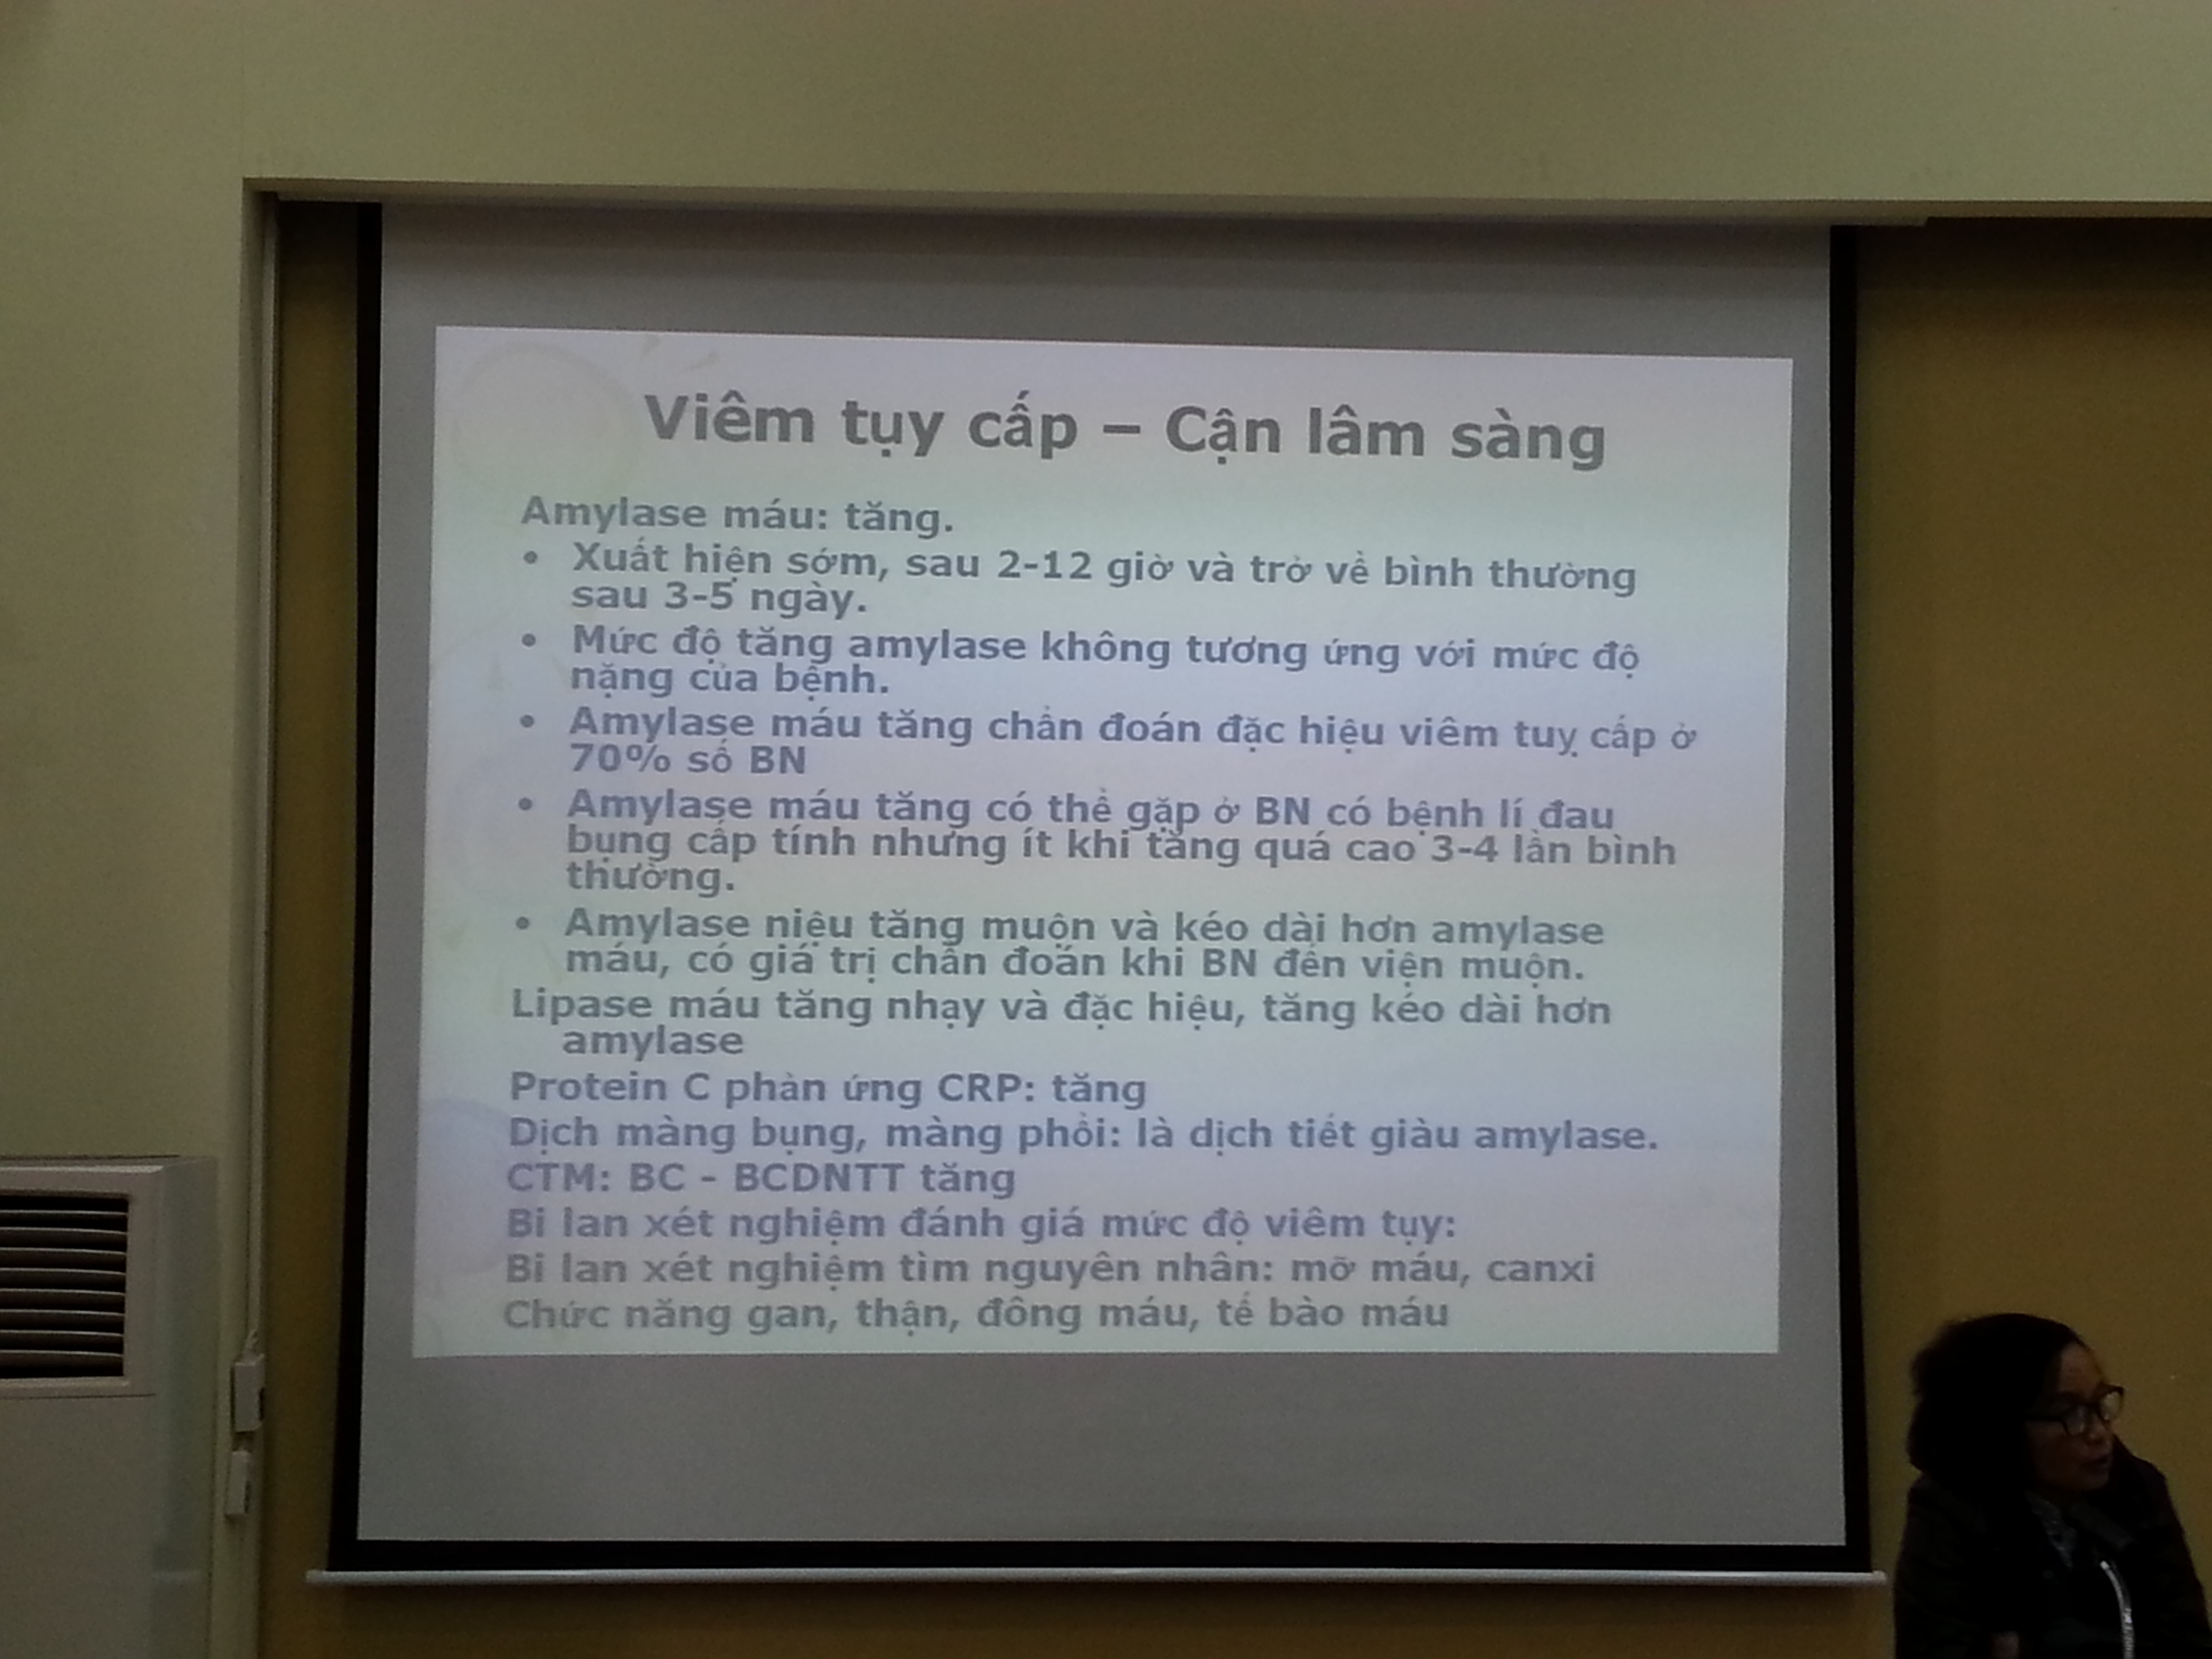 Viêm tụy cấp – Cận lâm sàng
Amylase máu: tăng.
• Xuất hiện sớm, sau 2-12 giờ và trở về bình thường
sau 3-5 ngày.
• Mức độ tăng amylase không tương ứng với mức độ
nặng của bệnh.
• Amylase máu tăng chẩn đoán đặc hiệu viêm tuỵ cấp ở
70% số BN
• Amylase máu tăng có thể gặp ở BN có bệnh lí đau
bụng cấp tính nhưng ít khi tăng quá cao 3-4 lần bình
thường.
• Amylase niệu tăng muộn và kéo dài hơn amylase
máu, có giá trị chẩn đoán khi BN đến viện muộn.
Lipase máu tăng nhạy và đặc hiệu, tăng kéo dài hơn
amylase
Protein C phản ứng CRP: tăng
Dịch màng bụng, màng phổi: là dịch tiết giàu amylase.
CTM: BC - BCDNTT tăng
Bi lan xét nghiệm đánh giá mức độ viêm tụy:
Bi lan xét nghiệm tìm nguyên nhân: mỡ máu, canxi
Chức năng gan, thận, đông máu, tế bào máu